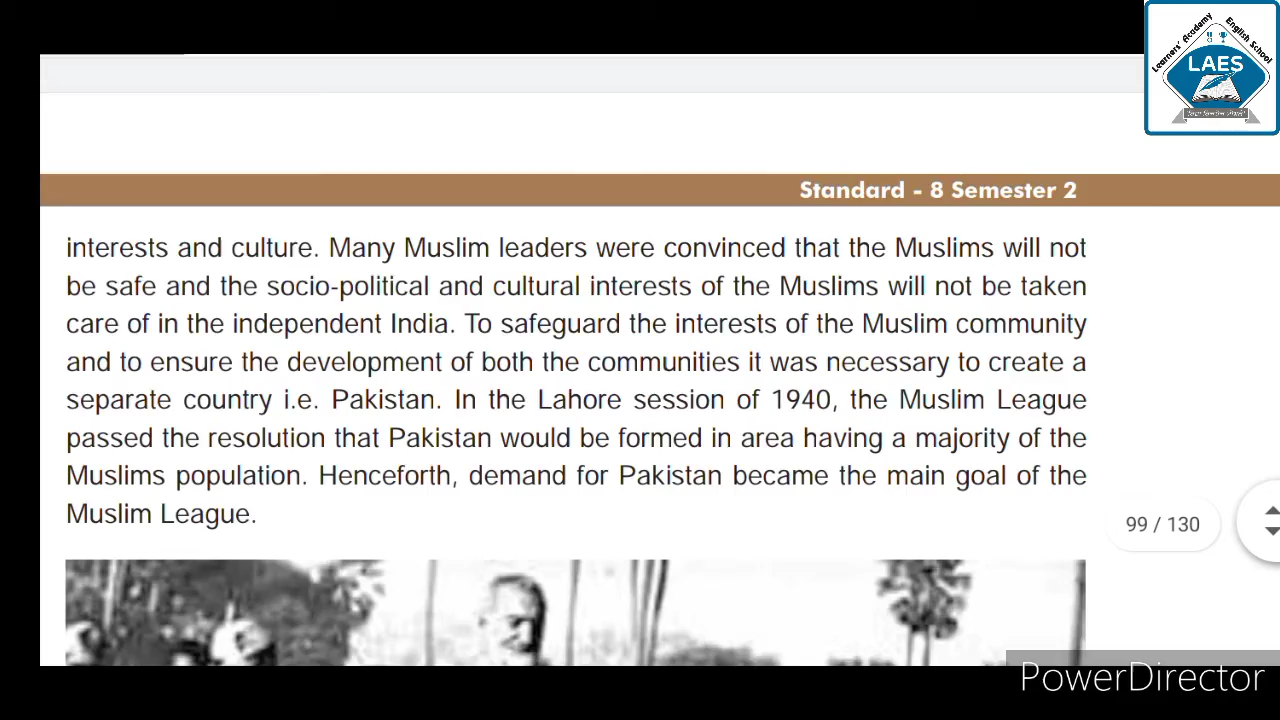 Learners' Academy English School
LAES
Standard - 8 Semester 2
interests and culture. Many Muslim leaders were convinced that the Muslims will not
be safe and the socio-political and cultural interests of the Muslims will not be taken
care of in the independent India. To safeguard the interests of the Muslim community
and to ensure the development of both the communities it was necessary to create a
separate country i.e. Pakistan. In the Lahore session of 1940, the Muslim League
passed the resolution that Pakistan would be formed in area having a majority of the
Muslims population. Henceforth, demand for Pakistan became the main goal of the
Muslim League.
99 / 130
PowerDirector